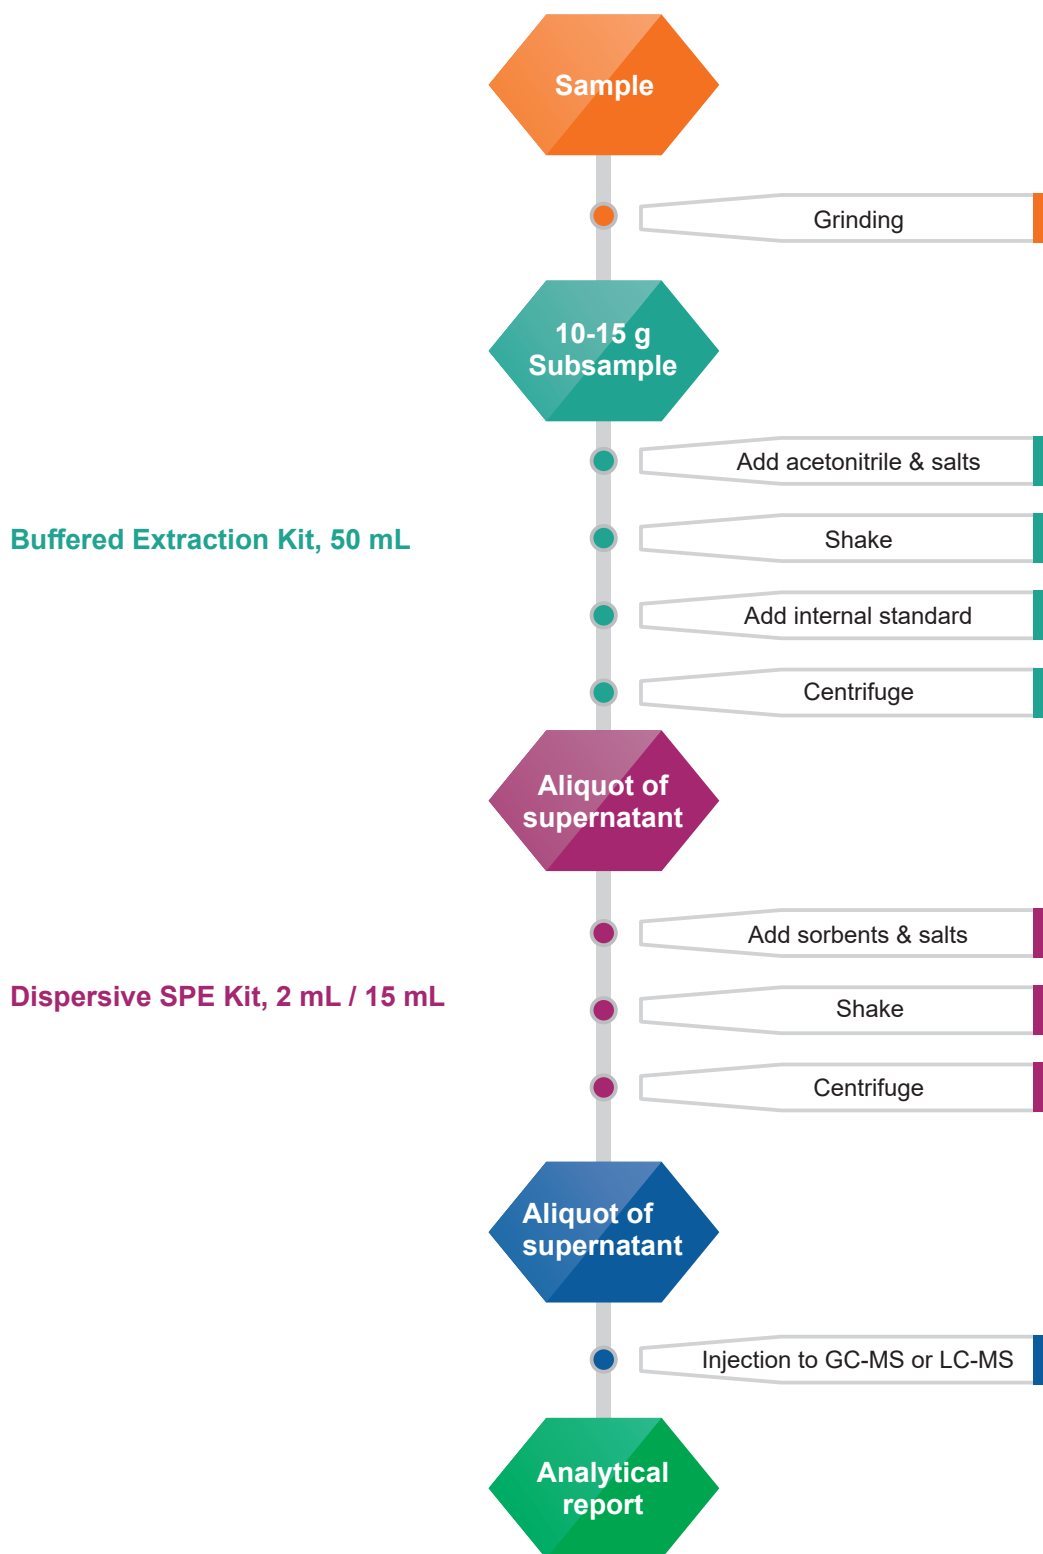 Sample
Grinding
10-15 g
Subsample
Add acetonitrile & salts
Buffered Extraction Kit, 50 mL
Shake
Add internal standard
Centrifuge
Aliquot of
supernatant
Add sorbents & salts
Dispersive SPE Kit, 2 mL / 15 mL
Shake
Centrifuge
Aliquot of
supernatant
Injection to GC-MS or LC-MS
Analytical
report